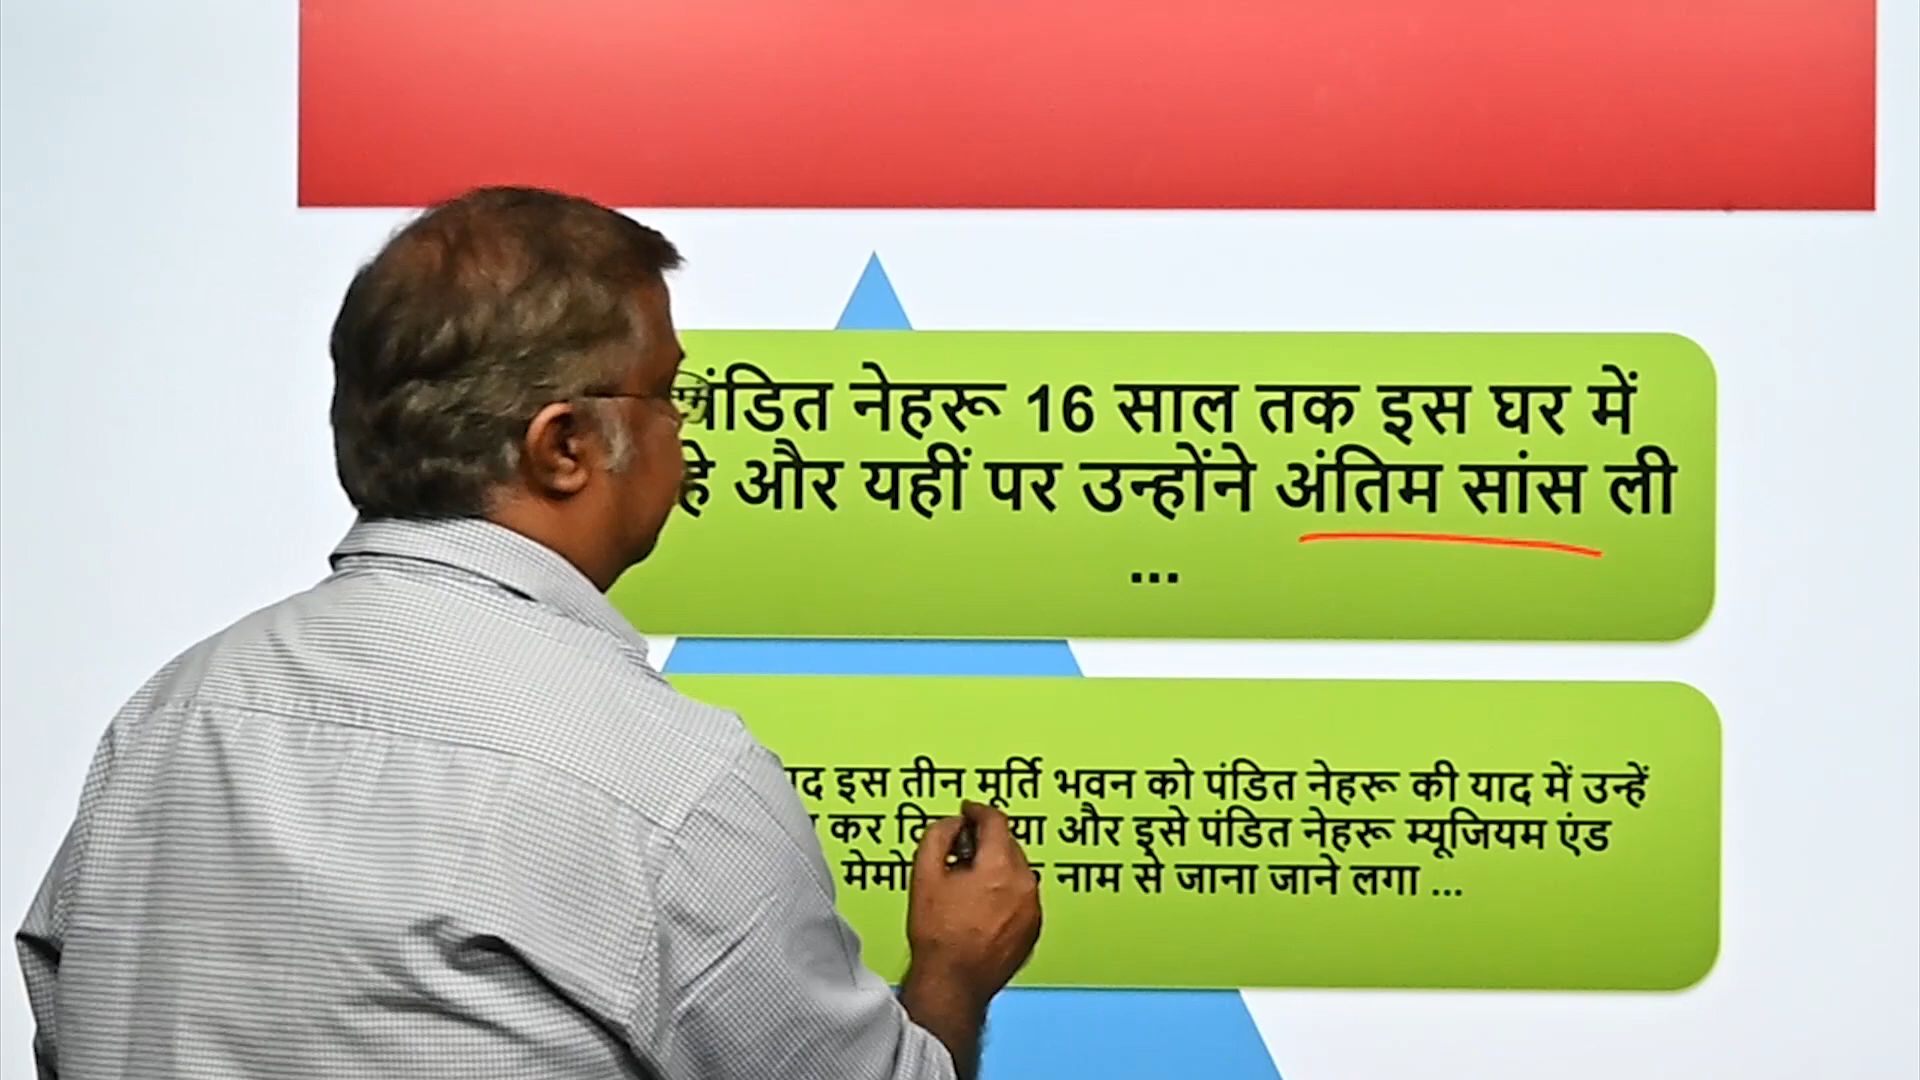 पंडित नेहरू 16 साल तक इस घर में
और यहीं पर उन्होंने अंतिम सांस ली
...
इस तीन मूर्ति भवन को पंडित नेहरू की याद में उन्हें
कर और इसे पंडित नेहरू म्यूजियम एंड
नाम से जाना जाने लगा ...